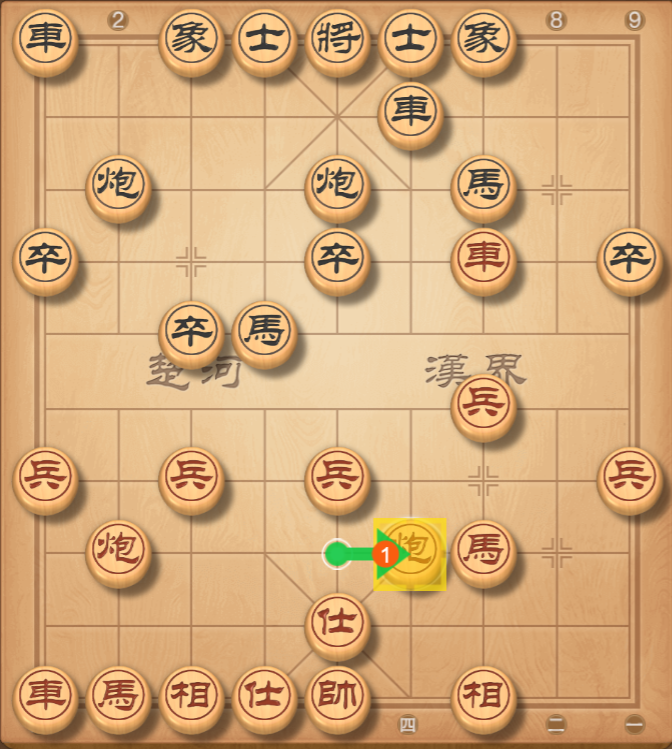 車 2 象 士 將 士 象 8 9
車
炮 炮 馬
卒 卒 車 卒
卒 馬
楚河 漢界
兵
兵 兵 兵 兵
炮 1 炮 馬
仕
車 馬 相 仕 帥 四 相 二 一